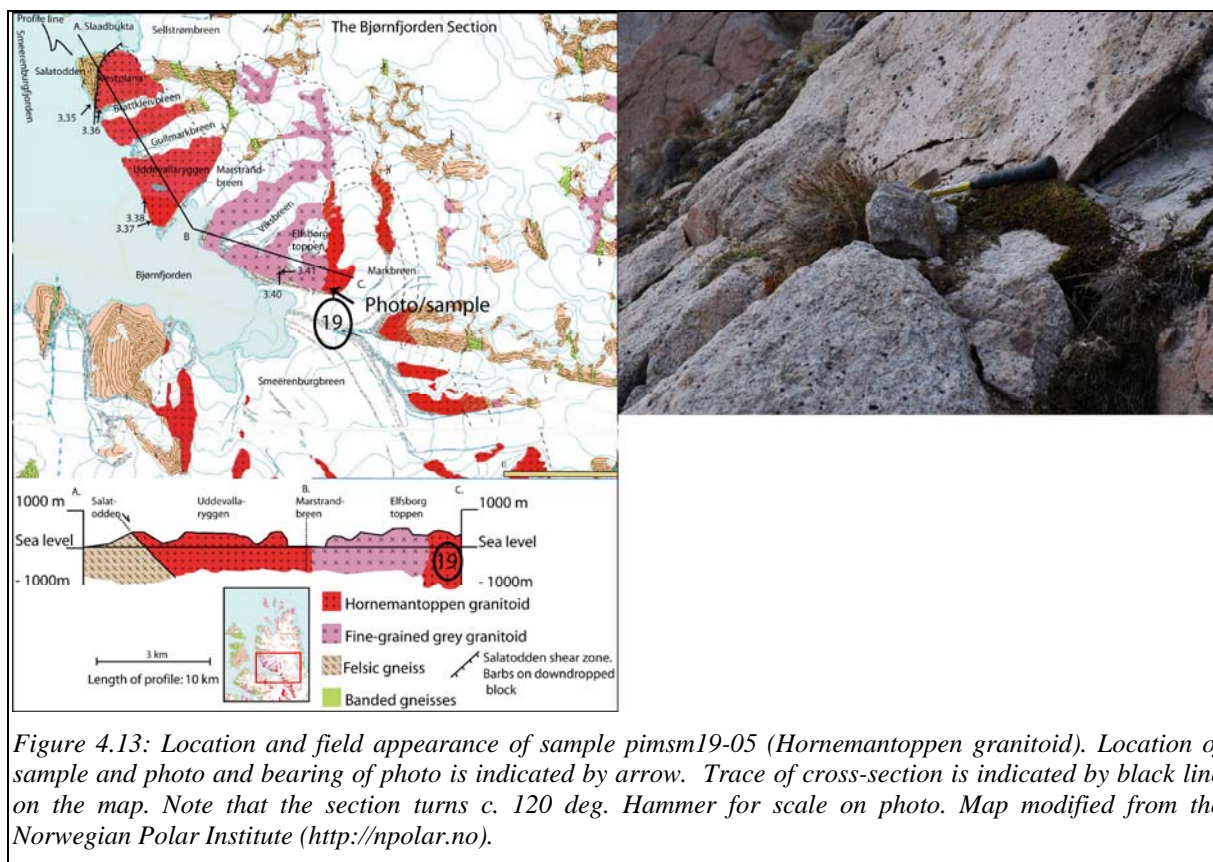 Profile line
A. Slaadbukta
Sellstrømbreen
The Bjørnfjorden Section
Smeerenburgfjorden
Salatodden
Vestplana
Brattkleivbreen
3.35
3.36
Gullmarkbreen
Uddevallaryggen
Marstrand-
breen
3.38
3.37
B
Viksbreen
Elfsborg
toppen
3.41
Bjørnfjorden
Markbreen
C.
3.40
Photo/sample
19
Smeerenburgbreen
0
A.
B.
C.
1000 m
Salat-
odden
Uddevalla-
ryggen
Marstrand-
breen
Elfsborg
toppen
1000 m
Sea level
Sea level
19
- 1000m
- 1000m
Hornemantoppen granitoid
Fine-grained grey granitoid
3 km
Length of profile: 10 km
Felsic gneiss
Salatodden shear zone.
Barbs on downdropped
block
Banded gneisses
Figure 4.13: Location and field appearance of sample pimsm19-05 (Hornemantoppen granitoid). Location of
sample and photo and bearing of photo is indicated by arrow. Trace of cross-section is indicated by black line
on the map. Note that the section turns c. 120 deg. Hammer for scale on photo. Map modified from the
Norwegian Polar Institute (http://npolar.no).